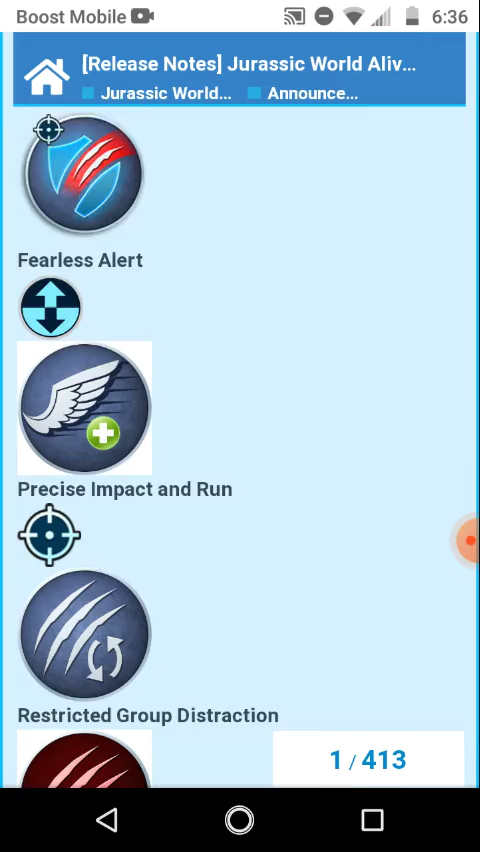 Boost Mobile 6:36
[Release Notes] Jurassic World Aliv...
Jurassic World... Announce...
Fearless Alert
Precise Impact and Run
Restricted Group Distraction
1 / 413